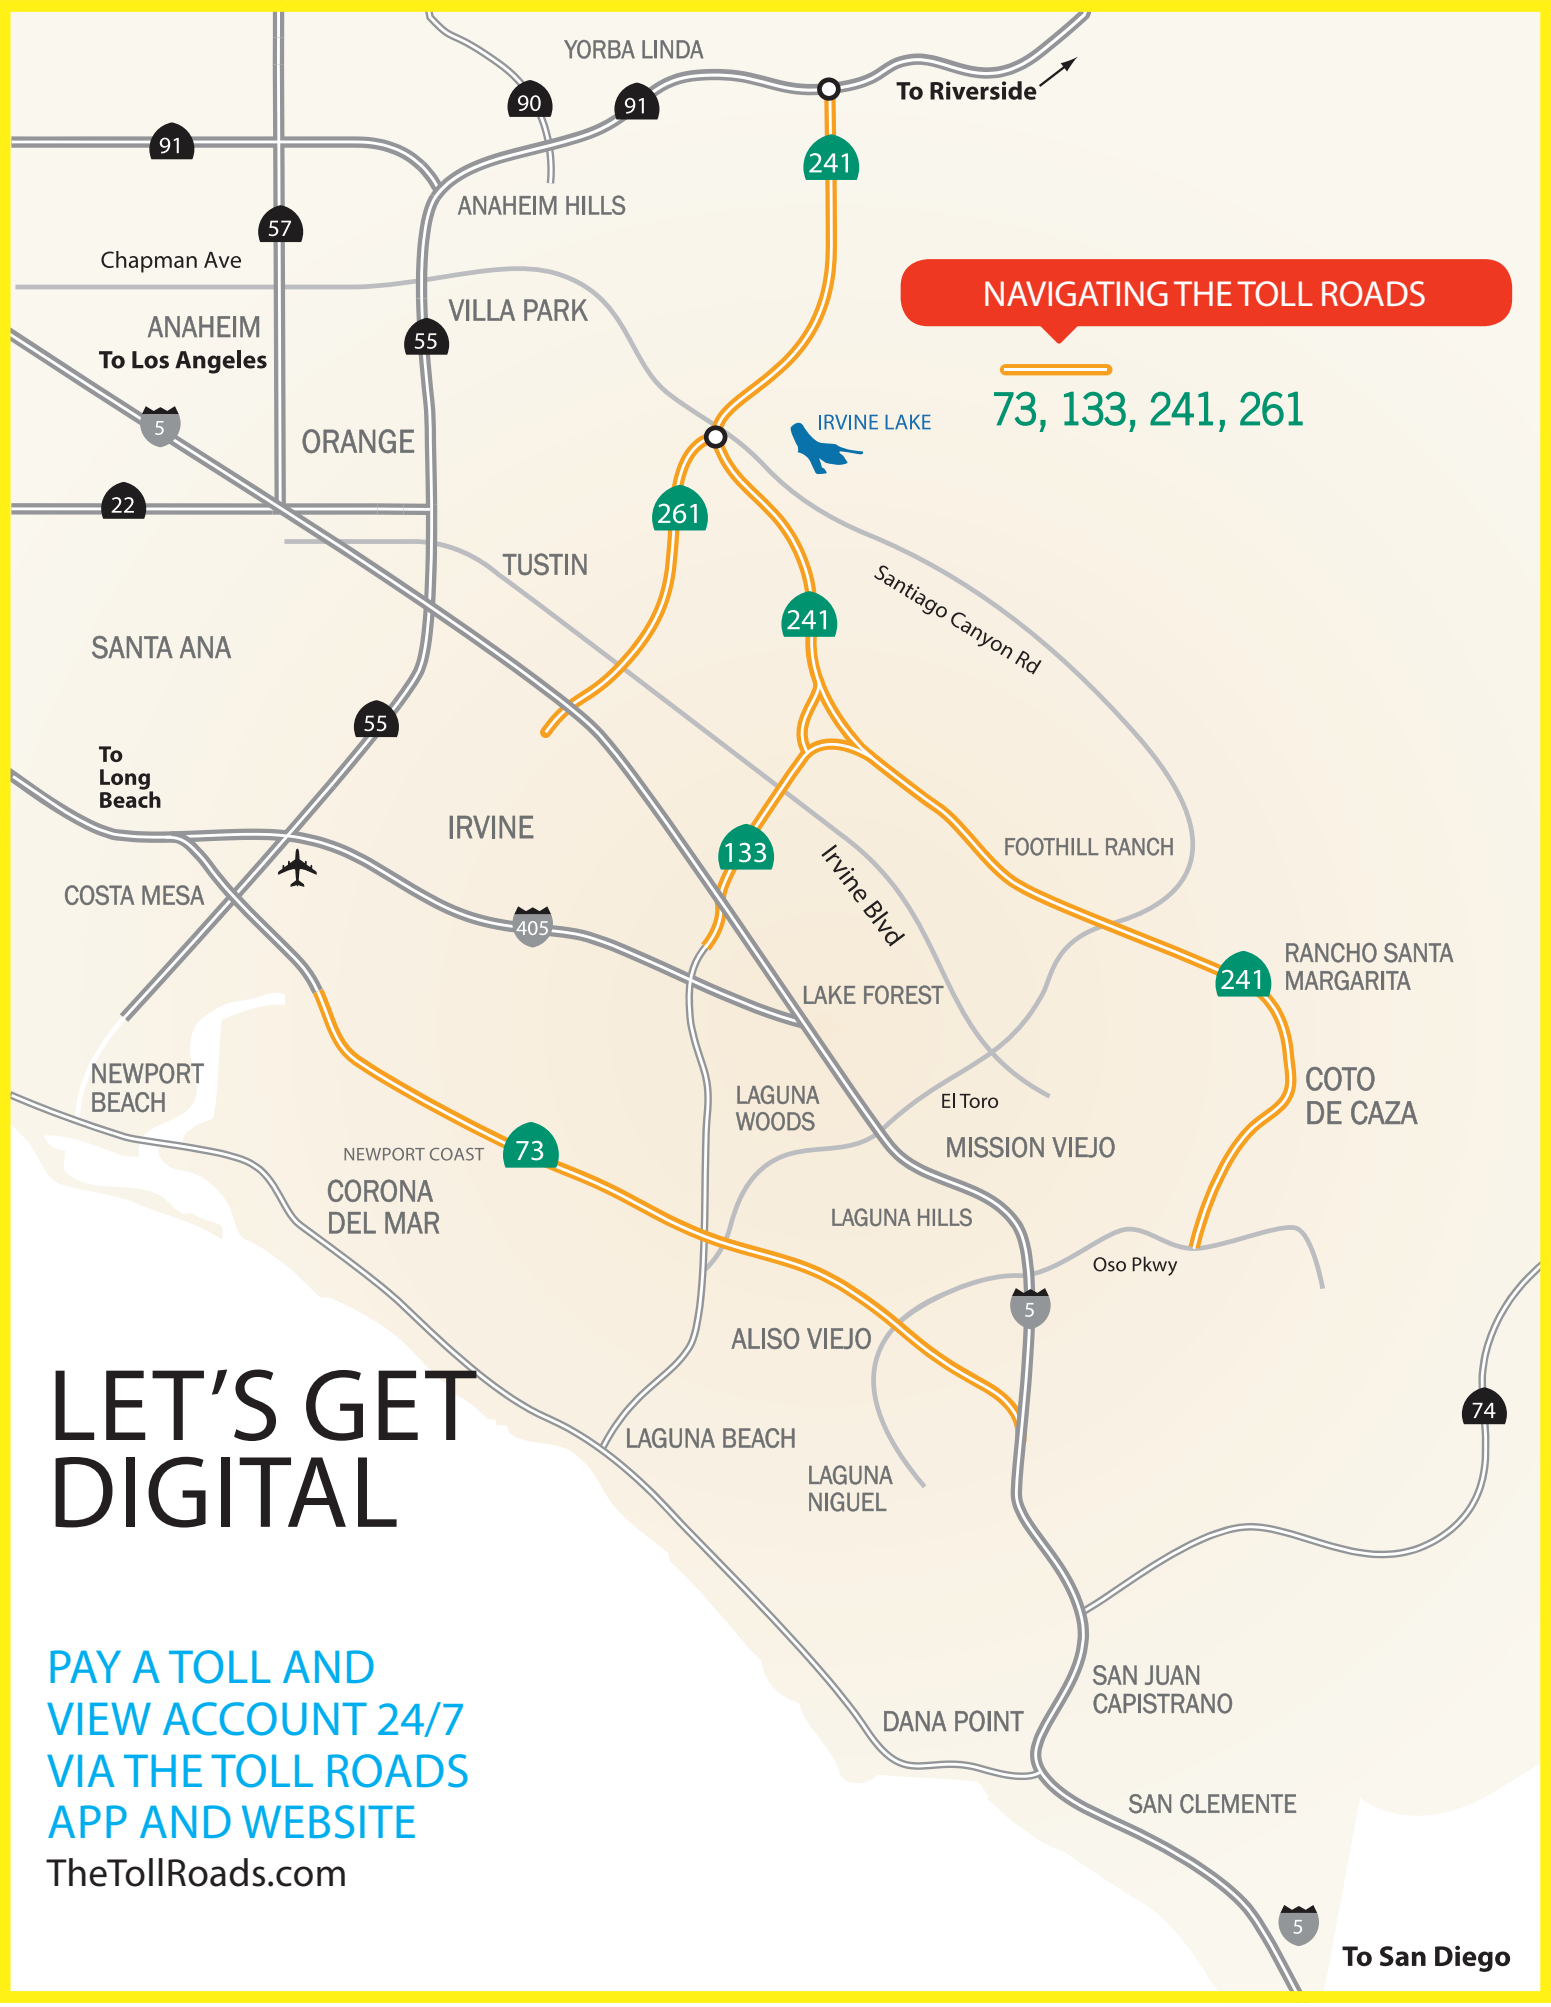 YORBA LINDA
90
91
To Riverside
91
241
ANAHEIM HILLS
57
Chapman Ave
NAVIGATING THE TOLL ROADS
VILLA PARK
ANAHEIM
55
To Los Angeles
73, 133, 241, 261
5
IRVINE LAKE
ORANGE
22
261
TUSTIN
Santiago Canyon Rd
241
SANTA ANA
55
To
Long
Beach
IRVINE
133
FOOTHILL RANCH
Irvine Blvd
COSTA MESA
405
RANCHO SANTA
MARGARITA
241
LAKE FOREST
NEWPORT
BEACH
COTO
DE CAZA
LAGUNA
WOODS
El Toro
MISSION VIEJO
NEWPORT COAST
73
CORONA
DEL MAR
LAGUNA HILLS
Oso Pkwy
5
ALISO VIEJO
LET'S GET
DIGITAL
74
LAGUNA BEACH
LAGUNA
NIGUEL
PAY A TOLL AND
VIEW ACCOUNT 24/7
VIA THE TOLL ROADS
APP AND WEBSITE
TheTollRoads.com
SAN JUAN
CAPISTRANO
DANA POINT
SAN CLEMENTE
5
To San Diego